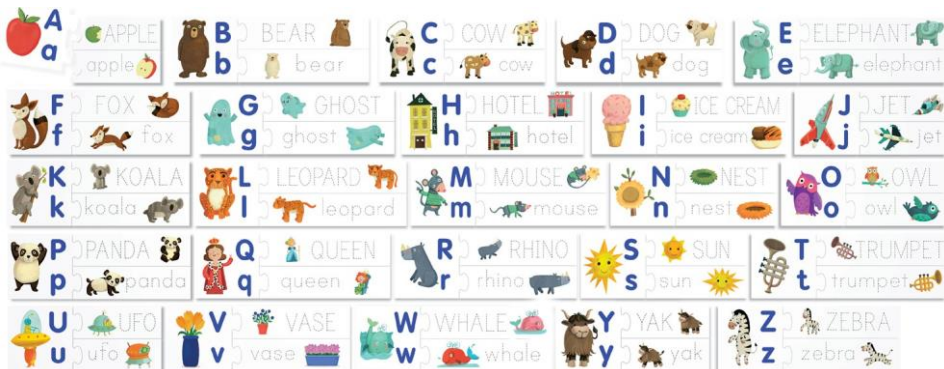 A APPLE
a apple
B BEAR
b bear
C COW
c cow
D DOG
d dog
E ELEPHANT
e elephant
F FOX
f fox
G GHOST
g ghost
H HOTEL
h hotel
I ICE CREAM
i ice cream
J JET
j jet
K KOALA
k koala
L LEOPARD
l leopard
M MOUSE
m mouse
N NEST
n nest
O OWL
o owl
P PANDA
p panda
Q QUEEN
q queen
R RHINO
r rhino
S SUN
s sun
T TRUMPET
t trumpet
U UFO
u ufo
V VASE
v vase
W WHALE
w whale
Y YAK
y yak
Z ZEBRA
z zebra